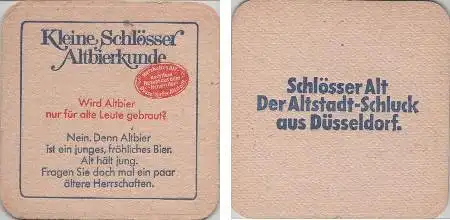 Kleine Schlösser
Altbierkunde
Wird Altbier
nur für alte Leute gebraut?
Nein. Denn Altbier
ist ein junges, fröhliches Bier.
Alt hält jung.
Fragen Sie doch mal ein paar
ältere Herrschaften.
Schlösser Alt
Der Altstadt-Schluck
aus Düsseldorf.